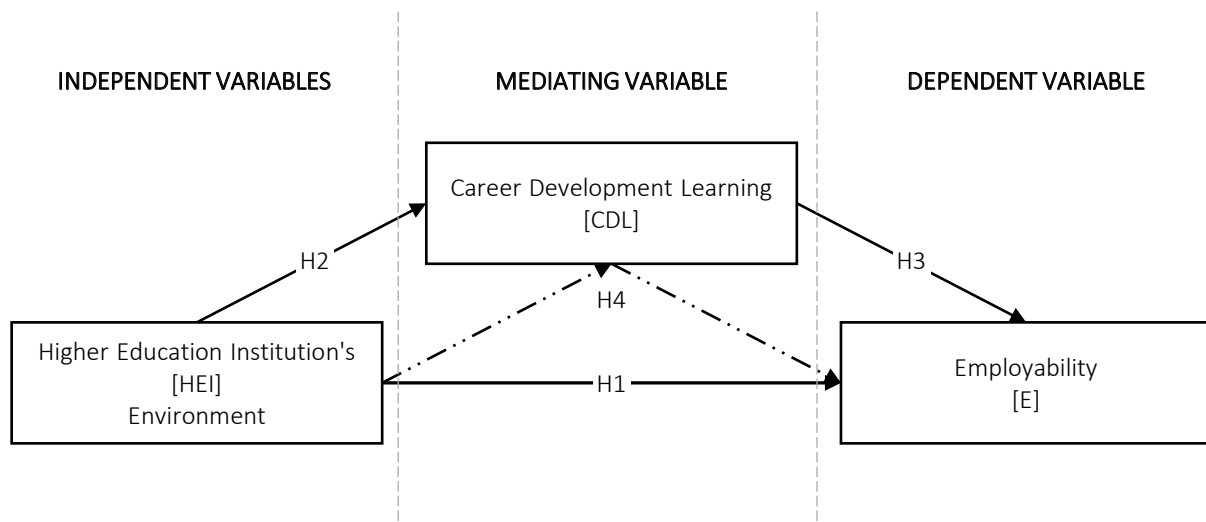 INDEPENDENT VARIABLES
MEDIATING VARIABLE
DEPENDENT VARIABLE
Career Development Learning
[CDL]
H2
H3
H4
Higher Education Institution's
[HEI]
Environment
H1
Employability
[E]